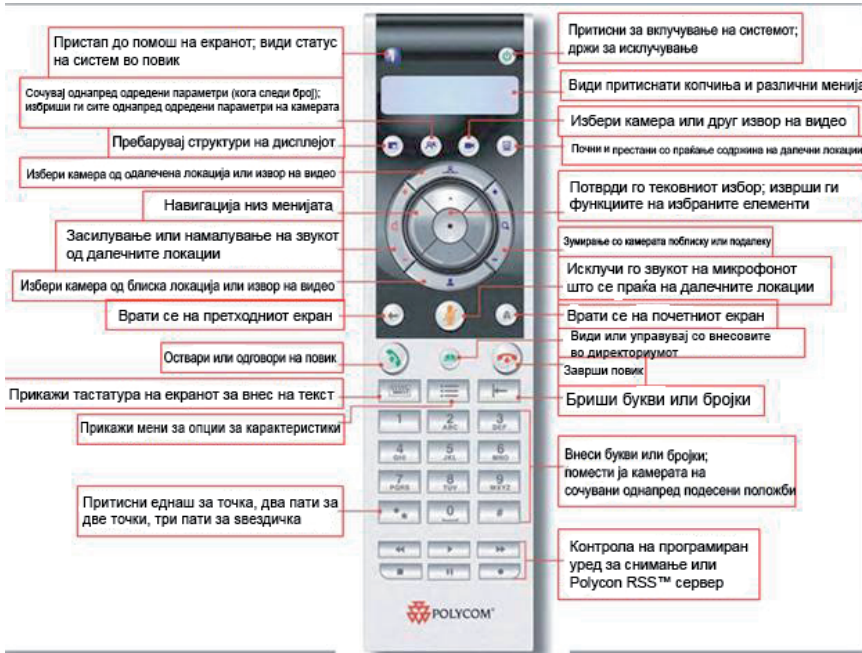 Пристап до помош на екранот; види статус
на систем во повик
Сочувај однапред одредени параметри (кога следи број);
избриши ги сите однапред одредени параметри на камерата
Пребарувај структури на дисплејот
Избери камера од одалечена локација или извор на видео
Навигација низ менијата
Засилување или намалување на звукот
од далечните локации
Избери камера од блиска локација или извор на видео
Врати се на претходниот екран
Оствари или одговори на повик
Прикажи тастатура на екранот за внес на текст
Прикажи мени за опции за карактеристики
Притисни еднаш за точка, два пати за
две точки, три пати за ѕвездичка
Притисни за вклучување на системот;
држи за исклучување
Види притиснати копчиња и различни менија
Избери камера или друг извор на видео
Почни и престани со праќање содржина на далечни локации
Потврди го тековниот избор; изврши ги
функциите на избраните елементи
Зумирање со камерата поблиску или подалеку
Исклучи го звукот на микрофонот
што се праќа на далечните локации
Врати се на почетниот екран
Види или управувај со внесовите
во директориумот
Заврши повик
Бриши букви или бројки
Внеси букви или бројки;
помести ја камерата на
сочувани однапред подесени положби
Контрола на програмиран
уред за снимање или
Polycon RSS™ сервер
1 2 ABC 3 DEF
4 GHI 5 JKL 6 MNO
7 PQRS 8 TUV 9 WXYZ
0 #
POLYCOM®